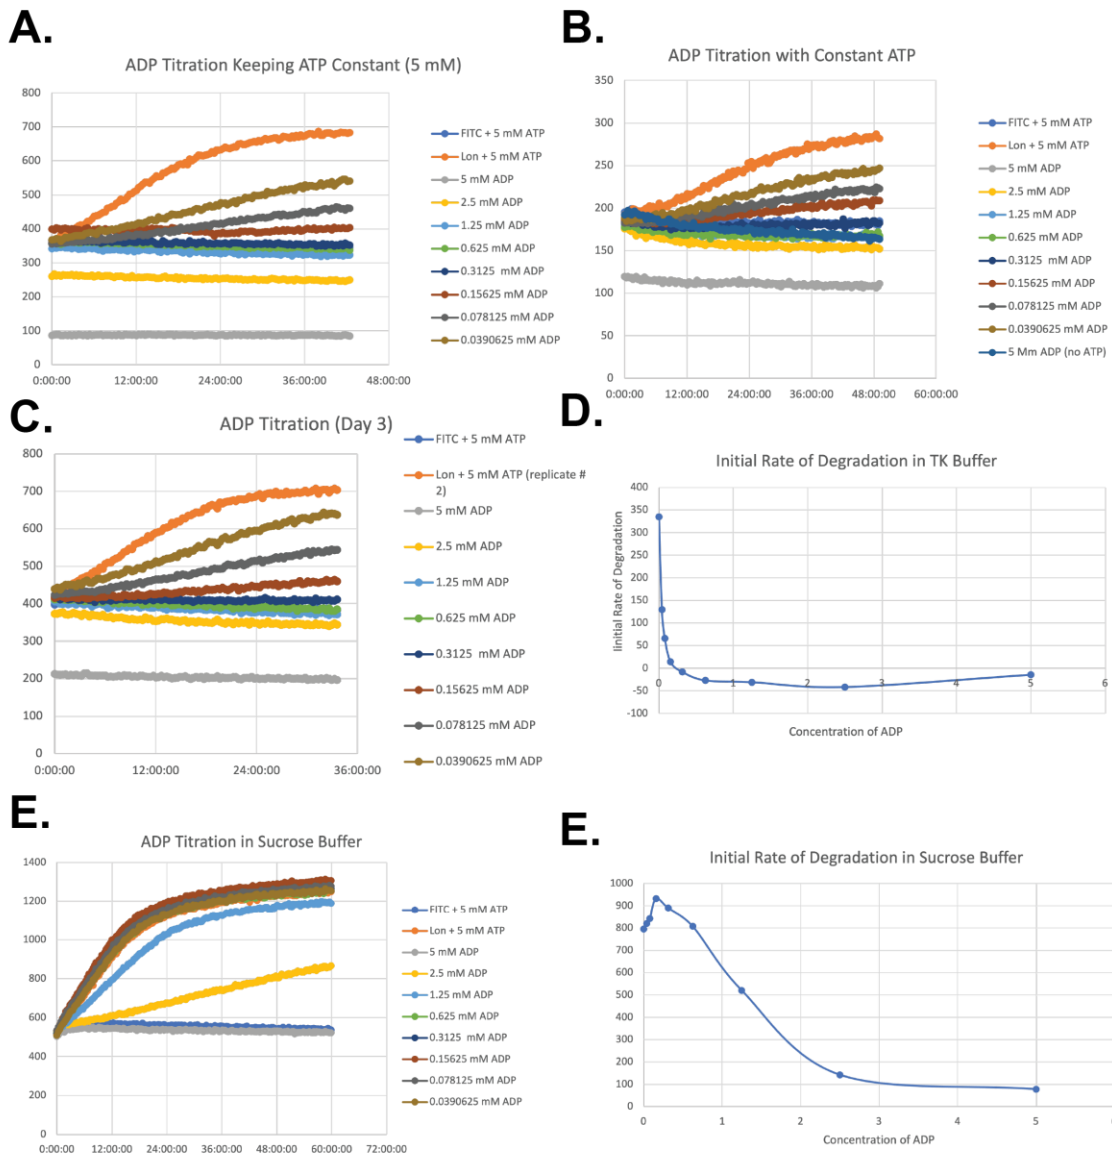 A.
ADP Titration Keeping ATP Constant (5 mM)
800
700
600
500
400
300
200
100
0
0:00:00 12:00:00 24:00:00 36:00:00 48:00:00
FITC + 5 mM ATP
Lon + 5 mM ATP
5 mM ADP
2.5 mM ADP
1.25 mM ADP
0.625 mM ADP
0.3125 mM ADP
0.15625 mM ADP
0.078125 mM ADP
0.0390625 mM ADP
B.
ADP Titration with Constant ATP
350
300
250
200
150
100
50
0
0:00:00 12:00:00 24:00:00 36:00:00 48:00:00 60:00:00
FITC + 5 mM ATP
Lon + 5 mM ATP
5 mM ADP
2.5 mM ADP
1.25 mM ADP
0.625 mM ADP
0.3125 mM ADP
0.15625 mM ADP
0.078125 mM ADP
0.0390625 mM ADP
5 Mm ADP (no ATP)
C.
ADP Titration (Day 3)
800
700
600
500
400
300
200
100
0
0:00:00 12:00:00 24:00:00 36:00:00
FITC + 5 mM ATP
Lon + 5 mM ATP (replicate #
2)
5 mM ADP
2.5 mM ADP
1.25 mM ADP
0.625 mM ADP
0.3125 mM ADP
0.15625 mM ADP
0.078125 mM ADP
0.0390625 mM ADP
D.
Initial Rate of Degradation in TK Buffer
Iinitial Rate of Degradation
400
350
300
250
200
150
100
50
0
-50
-100
0 1 2 3 4 5 6
Concentration of ADP
E.
ADP Titration in Sucrose Buffer
1400
1200
1000
800
600
400
200
0
0:00:00 12:00:00 24:00:00 36:00:00 48:00:00 60:00:00 72:00:00
FITC + 5 mM ATP
Lon + 5 mM ATP
5 mM ADP
2.5 mM ADP
1.25 mM ADP
0.625 mM ADP
0.3125 mM ADP
0.15625 mM ADP
0.078125 mM ADP
0.0390625 mM ADP
E.
Initial Rate of Degradation in Sucrose Buffer
1000
900
800
700
600
500
400
300
200
100
0
0 1 2 3 4 5
Concentration of ADP